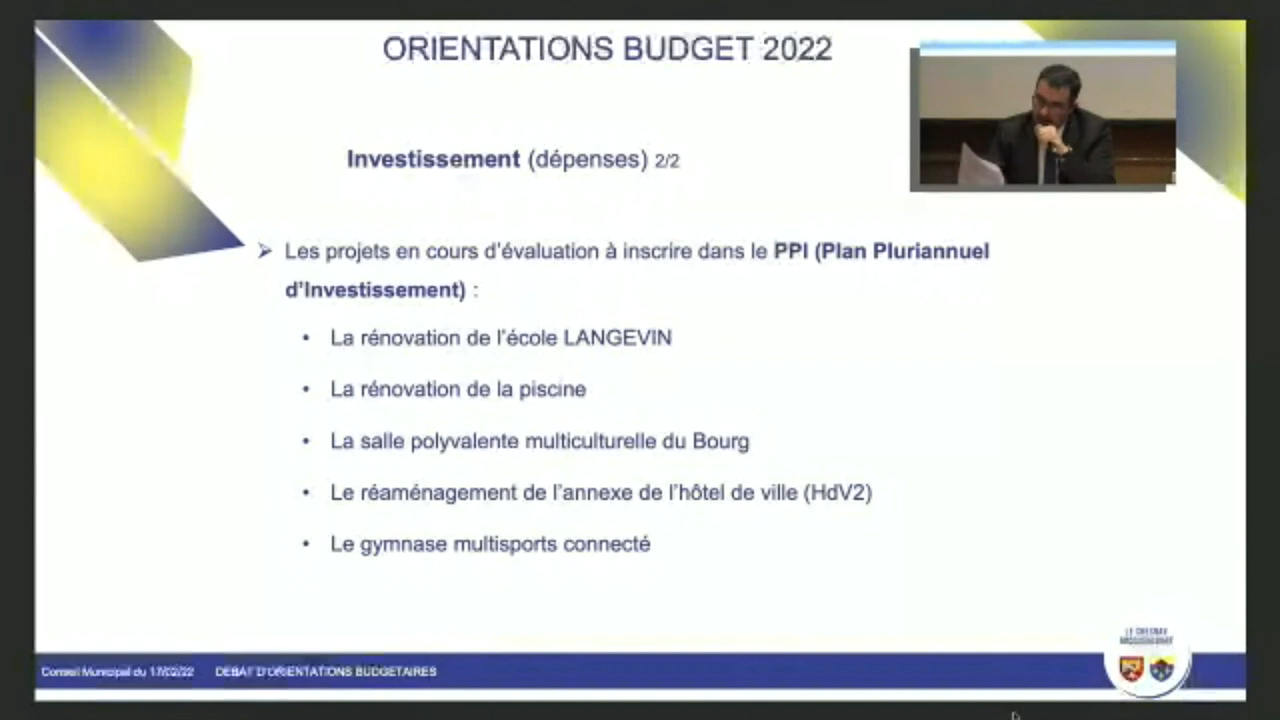 ORIENTATIONS BUDGET 2022
Investissement (dépenses) 2/2
➢ Les projets en cours d'évaluation à inscrire dans le PPI (Plan Pluriannuel
d'Investissement) :
• La rénovation de l'école LANGEVIN
• La rénovation de la piscine
• La salle polyvalente multiculturelle du Bourg
• Le réaménagement de l'annexe de l'hôtel de ville (HdV2)
• Le gymnase multisports connecté
LE CHESNAY
ROCQUENCOURT
Conseil Municipal du 17/02/22 DEBAT D'ORIENTATIONS BUDGETAIRES